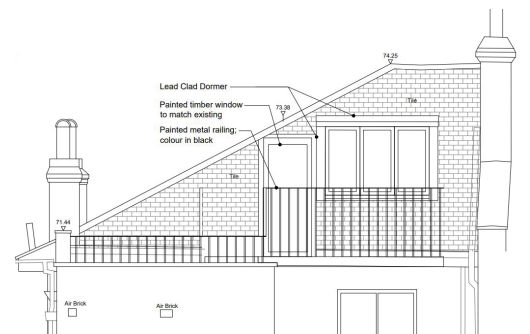 74.25
Lead Clad Dormer
Tile
Painted timber window
to match existing
73.38
Painted metal railing;
colour in black
Tile
71.44
Air Brick
Air Brick